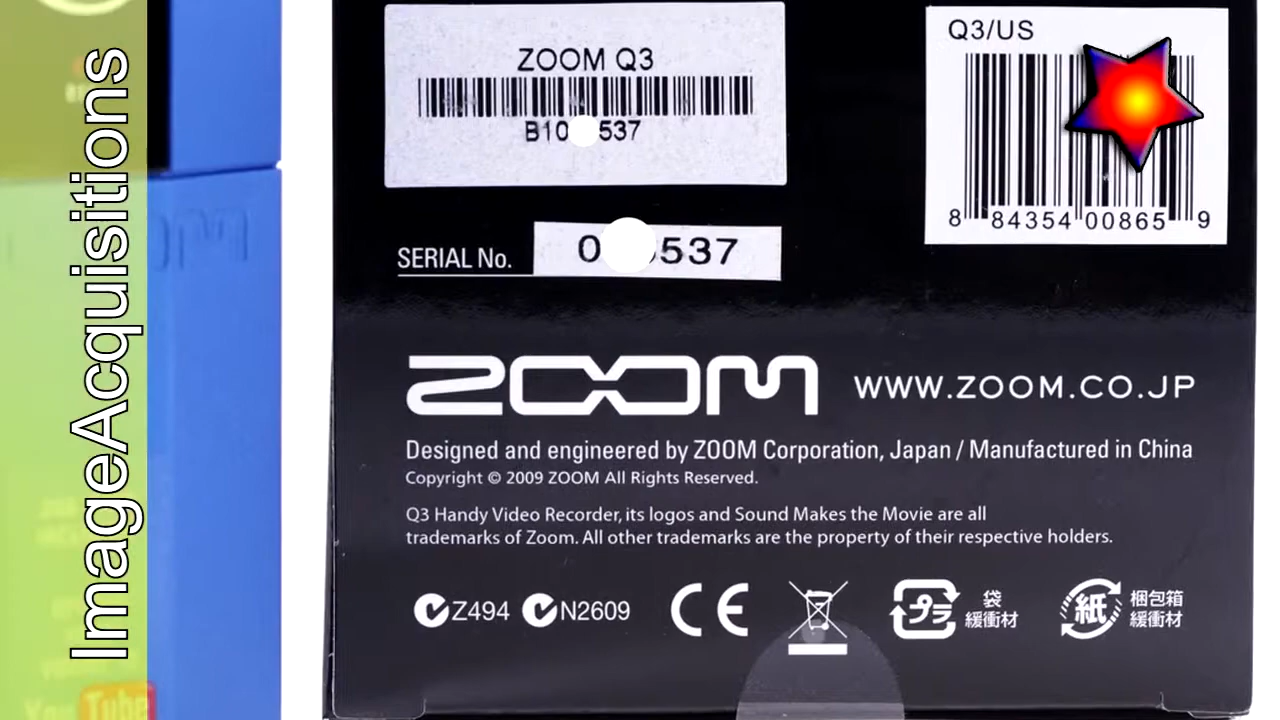 ImageAcquisitions
ZOOM Q3
B10 537
SERIAL No. 0 537
Q3/US
8 84354 00865 9
ZOOM WWW.ZOOM.CO.JP
Designed and engineered by ZOOM Corporation, Japan / Manufactured in China
Copyright © 2009 ZOOM All Rights Reserved.
Q3 Handy Video Recorder, its logos and Sound Makes the Movie are all
trademarks of Zoom. All other trademarks are the property of their respective holders.
Z494 N2609 CE プラ 袋 紙 梱包箱
緩衝材 緩衝材
You Tube